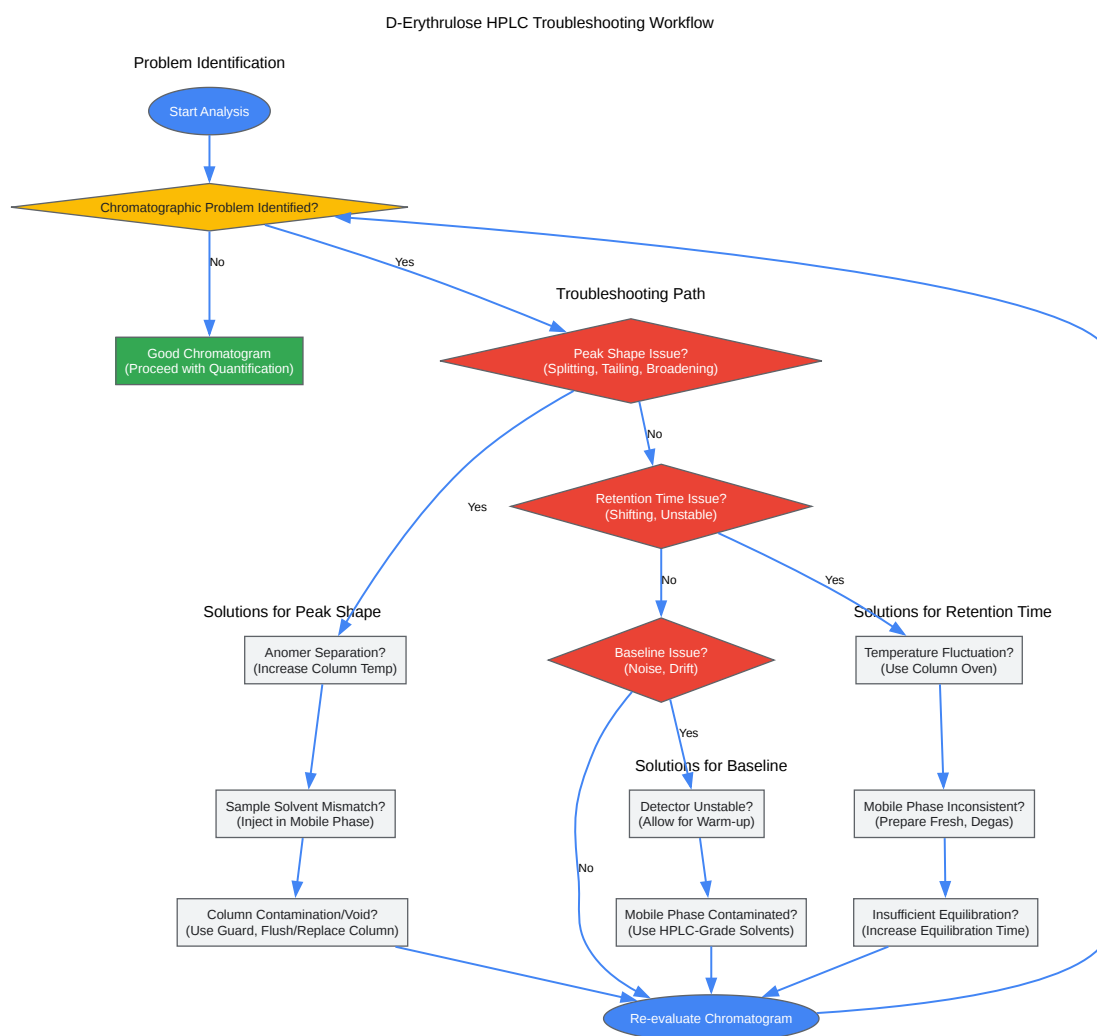 D-Erythrulose HPLC Troubleshooting Workflow
Problem Identification
Start Analysis
Chromatographic Problem Identified?
No
Yes
Good Chromatogram
(Proceed with Quantification)
Troubleshooting Path
Peak Shape Issue?
(Splitting, Tailing, Broadening)
No
Yes
Retention Time Issue?
(Shifting, Unstable)
No
Yes
Solutions for Peak Shape
Anomer Separation?
(Increase Column Temp)
Sample Solvent Mismatch?
(Inject in Mobile Phase)
Column Contamination/Void?
(Use Guard, Flush/Replace Column)
Baseline Issue?
(Noise, Drift)
Yes
No
Solutions for Baseline
Detector Unstable?
(Allow for Warm-up)
Mobile Phase Contaminated?
(Use HPLC-Grade Solvents)
Solutions for Retention Time
Temperature Fluctuation?
(Use Column Oven)
Mobile Phase Inconsistent?
(Prepare Fresh, Degas)
Insufficient Equilibration?
(Increase Equilibration Time)
Re-evaluate Chromatogram